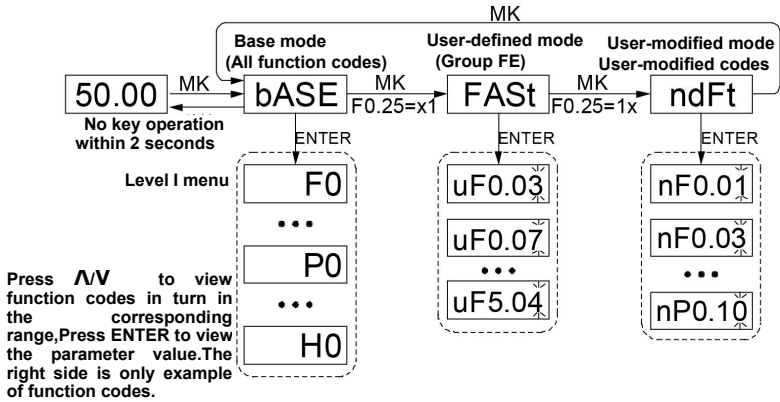 MK
Base mode
(All function codes)
User-defined mode
(Group FE)
User-modified mode
User-modified codes
50.00
MK
bASE
MK
F0.25=x1
FASt
MK
F0.25=1x
ndFt
No key operation
within 2 seconds
ENTER
ENTER
ENTER
Level I menu
F0
uF0.03
nF0.01
•••
P0
uF0.07
nF0.03
•••
•••
•••
H0
uF5.04
nP0.10
Press Λ/V to view
function codes in turn in
the corresponding
range,Press ENTER to view
the parameter value.The
right side is only example
of function codes.